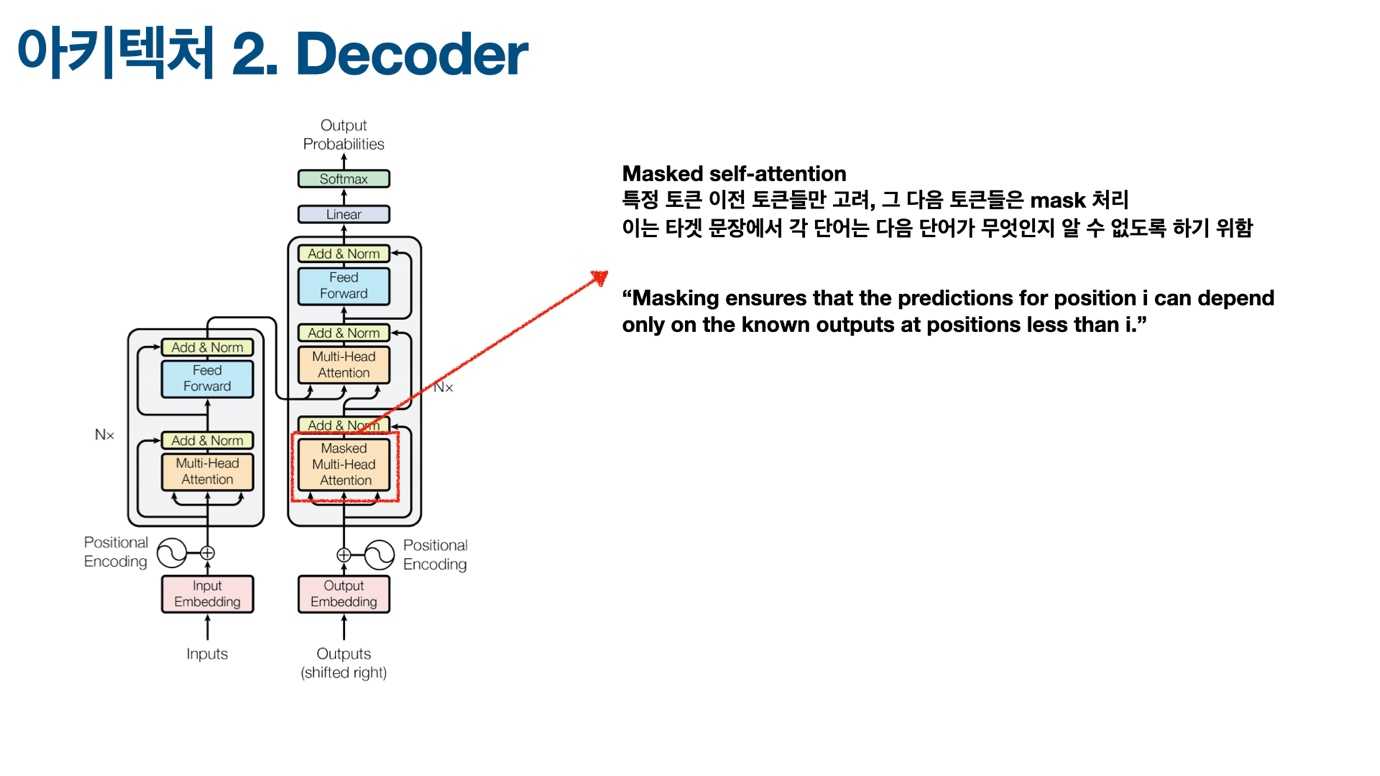 아키텍처 2. Decoder
Output
Probabilities
Softmax
Linear
Add & Norm
Feed
Forward
Add & Norm
Multi-Head
Attention
Nx
Add & Norm
Masked
Multi-Head
Attention
Add & Norm
Feed
Forward
Nx
Add & Norm
Multi-Head
Attention
Positional
Encoding
Positional
Encoding
Input
Embedding
Output
Embedding
Inputs
Outputs
(shifted right)
Masked self-attention
특정 토큰 이전 토큰들만 고려, 그 다음 토큰들은 mask 처리
이는 타겟 문장에서 각 단어는 다음 단어가 무엇인지 알 수 없도록 하기 위함
“Masking ensures that the predictions for position i can depend
only on the known outputs at positions less than i.”